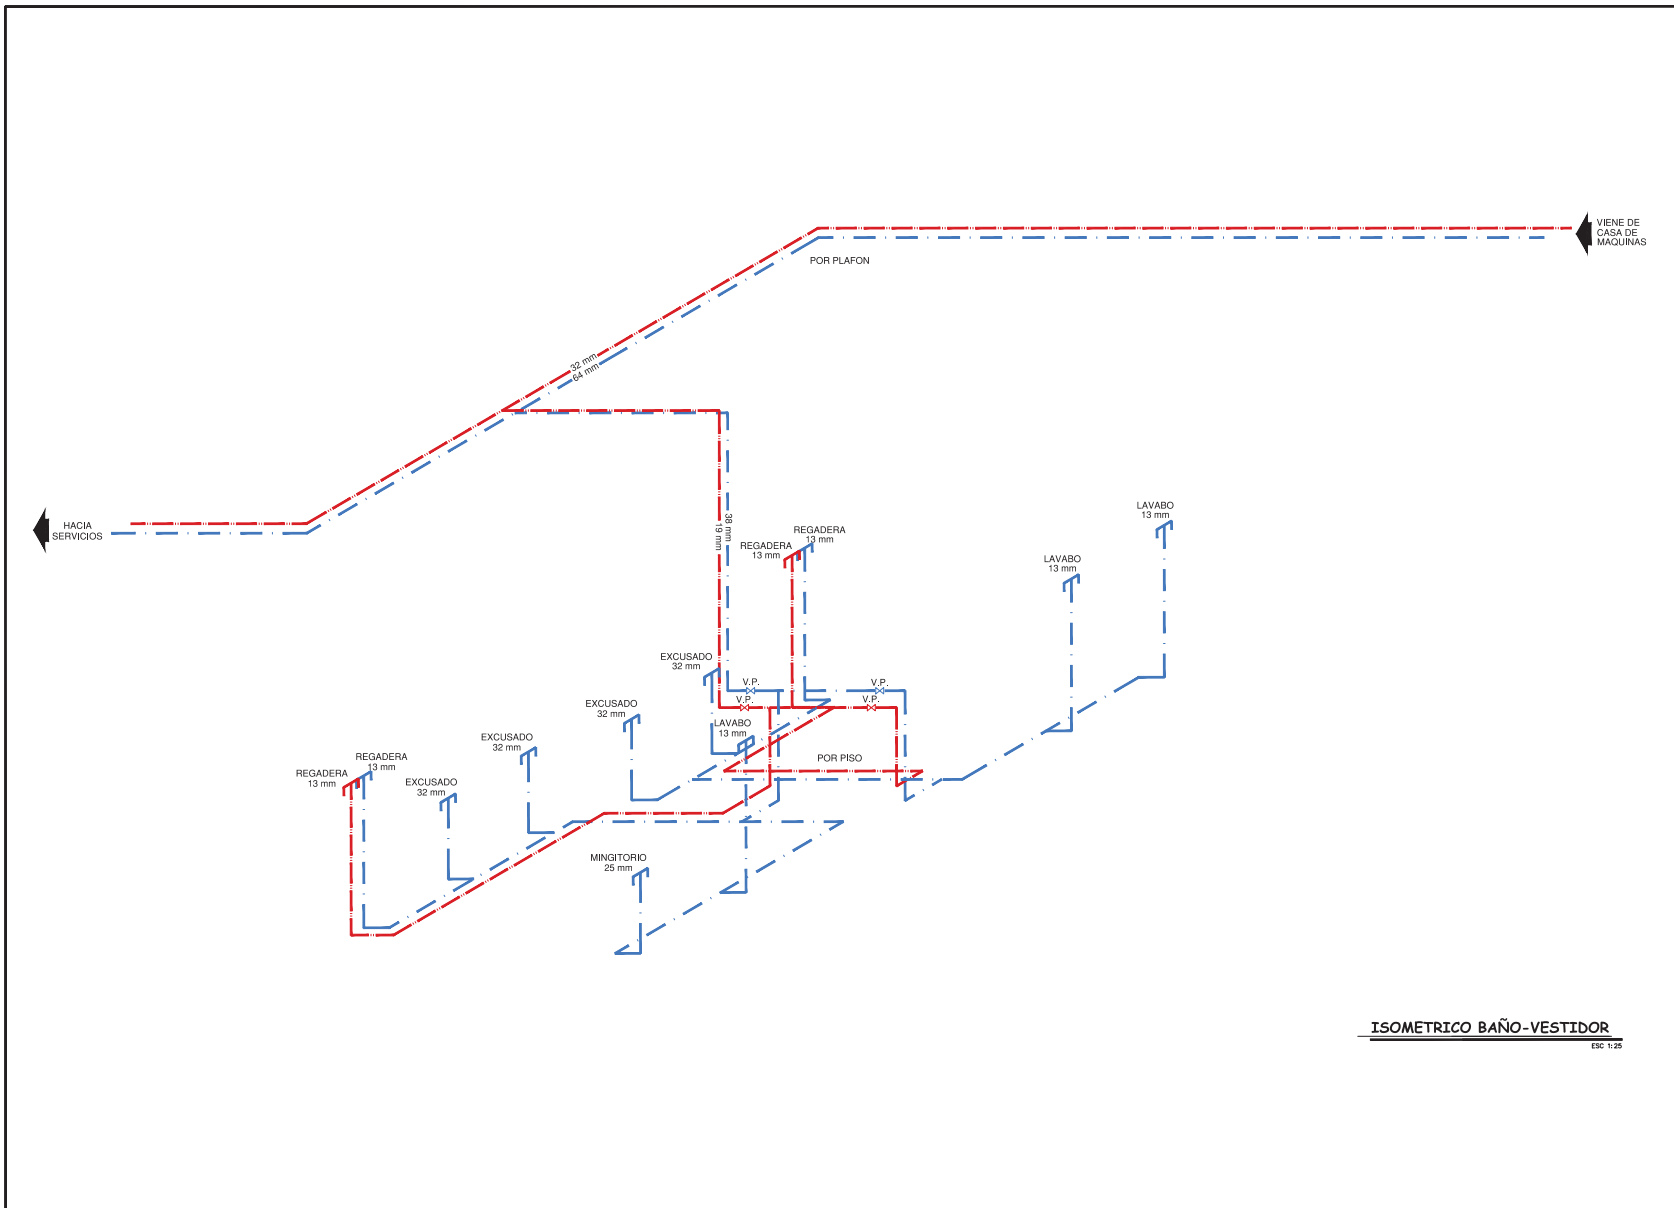 VIENE DE
CASA DE
MAQUINAS
POR PLAFON
32 mm
64 mm
HACIA
SERVICIOS
38 mm
19 mm
REGADERA
13 mm
REGADERA
13 mm
LAVABO
13 mm
LAVABO
13 mm
EXCUSADO
32 mm
V.P.
V.P.
V.P.
V.P.
EXCUSADO
32 mm
LAVABO
13 mm
EXCUSADO
32 mm
POR PISO
REGADERA
13 mm
REGADERA
13 mm
EXCUSADO
32 mm
MINGITORIO
25 mm
ISOMETRICO BAÑO-VESTIDOR
ESC 1:25